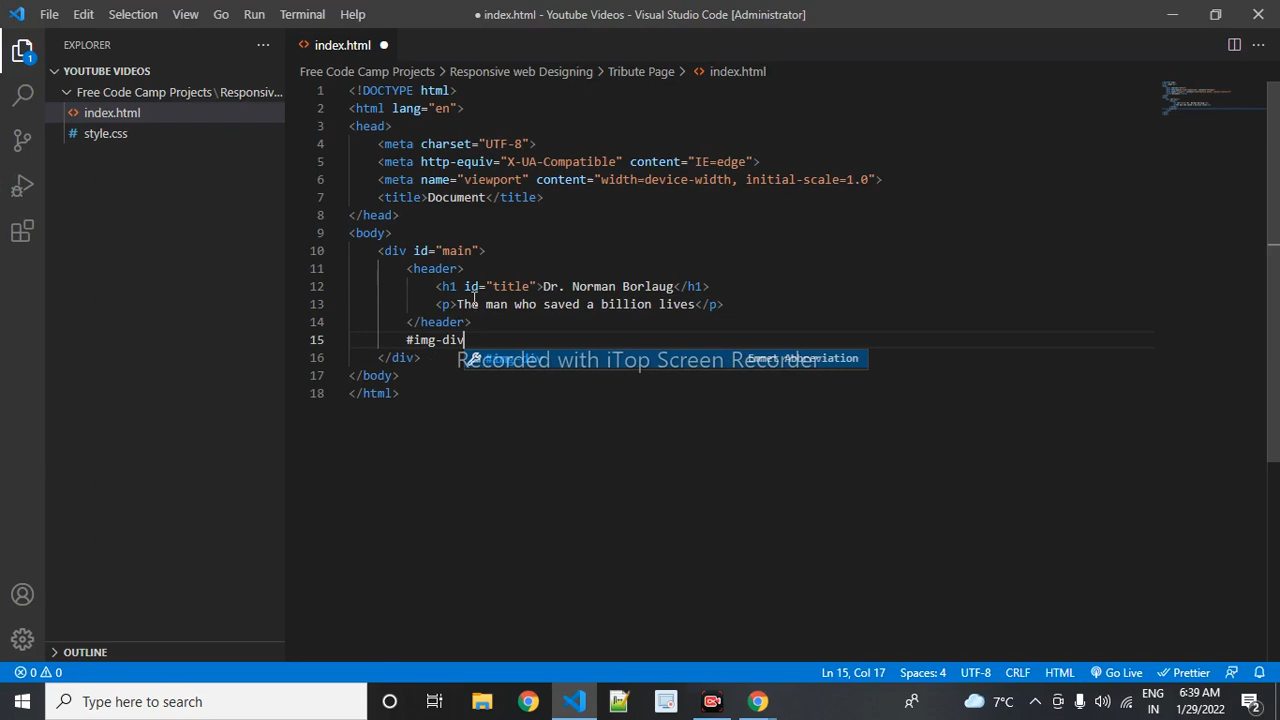 File Edit Selection View Go Run Terminal Help
● index.html - Youtube Videos - Visual Studio Code [Administrator]
EXPLORER
YOUTUBE VIDEOS
Free Code Camp Projects \ Responsiv...
index.html
style.css
OUTLINE
index.html
Free Code Camp Projects > Responsive web Designing > Tribute Page > index.html
1 <!DOCTYPE html>
2 <html lang="en">
3 <head>
4 <meta charset="UTF-8">
5 <meta http-equiv="X-UA-Compatible" content="IE=edge">
6 <meta name="viewport" content="width=device-width, initial-scale=1.0">
7 <title>Document</title>
8 </head>
9 <body>
10 <div id="main">
11 <header>
12 <h1 id="title">Dr. Norman Borlaug</h1>
13 <p>The man who saved a billion lives</p>
14 </header>
15 #img-div
#img-div Emmet Abbreviation
Recorded with iTop Screen Recorder
16 </div>
17 </body>
18 </html>
1
0 0 Ln 15, Col 17 Spaces: 4 UTF-8 CRLF HTML Go Live Prettier
Type here to search
7°C
ENG
IN
6:39 AM
1/29/2022
2